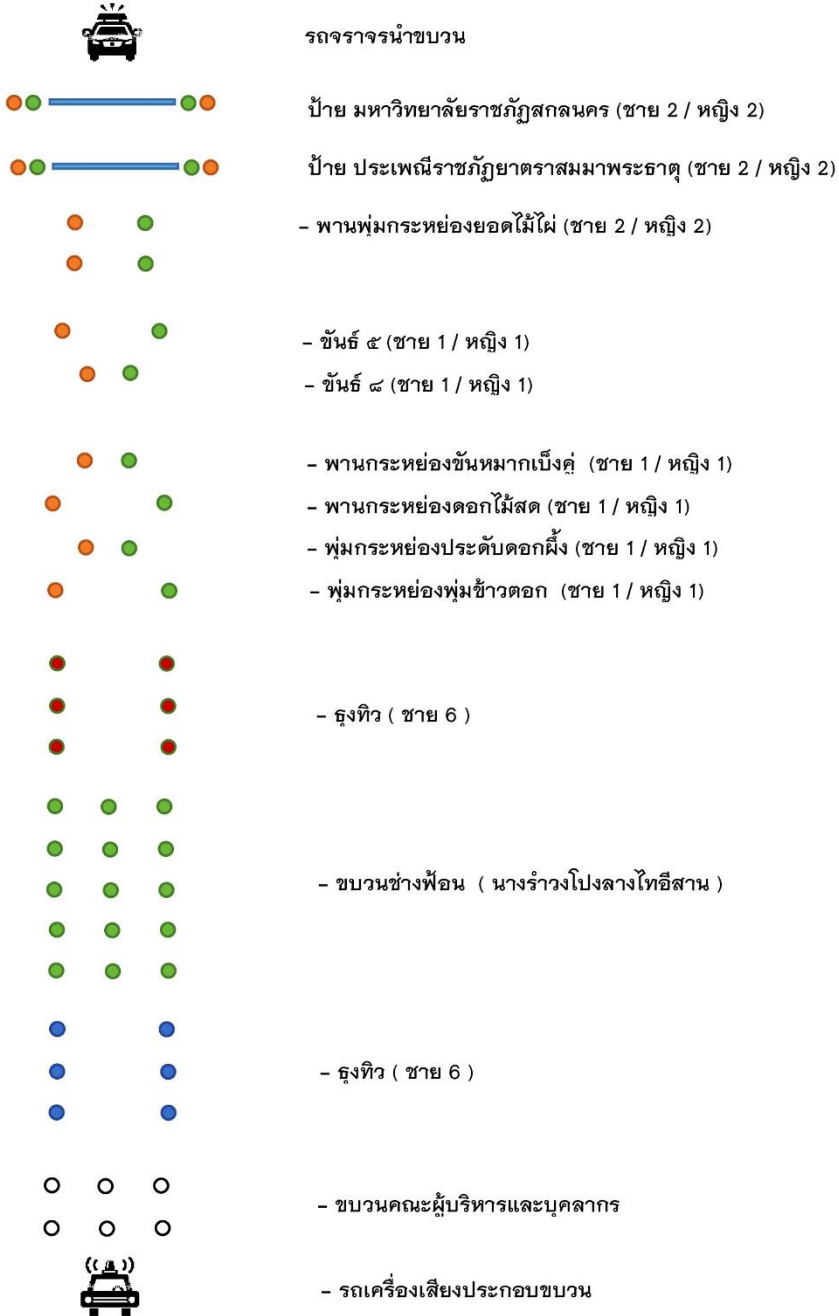 รถจราจรนำขบวน
ป้าย มหาวิทยาลัยราชภัฏสกลนคร (ชาย 2 / หญิง 2)
ป้าย ประเพณีราชภัฏยาตราสมมาพระธาตุ (ชาย 2 / หญิง 2)
– พานพุ่มกระหย่องยอดไม้ไผ่ (ชาย 2 / หญิง 2)
– ขันธ์ ๕ (ชาย 1 / หญิง 1)
– ขันธ์ ๘ (ชาย 1 / หญิง 1)
– พานกระหย่องขันหมากเบ็งคู่ (ชาย 1 / หญิง 1)
– พานกระหย่องดอกไม้สด (ชาย 1 / หญิง 1)
– พุ่มกระหย่องประดับดอกผึ้ง (ชาย 1 / หญิง 1)
– พุ่มกระหย่องพุ่มข้าวตอก (ชาย 1 / หญิง 1)
– ธุงทิว ( ชาย 6 )
– ขบวนช่างฟ้อน ( นางรำวงโปงลางไทอีสาน )
– ธุงทิว ( ชาย 6 )
– ขบวนคณะผู้บริหารและบุคลากร
– รถเครื่องเสียงประกอบขบวน